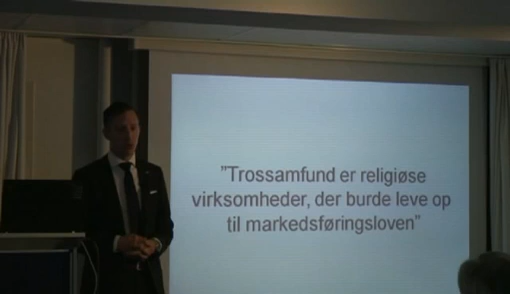 ”Trossamfund er religiøse
virksomheder, der burde leve op
til markedsføringsloven”